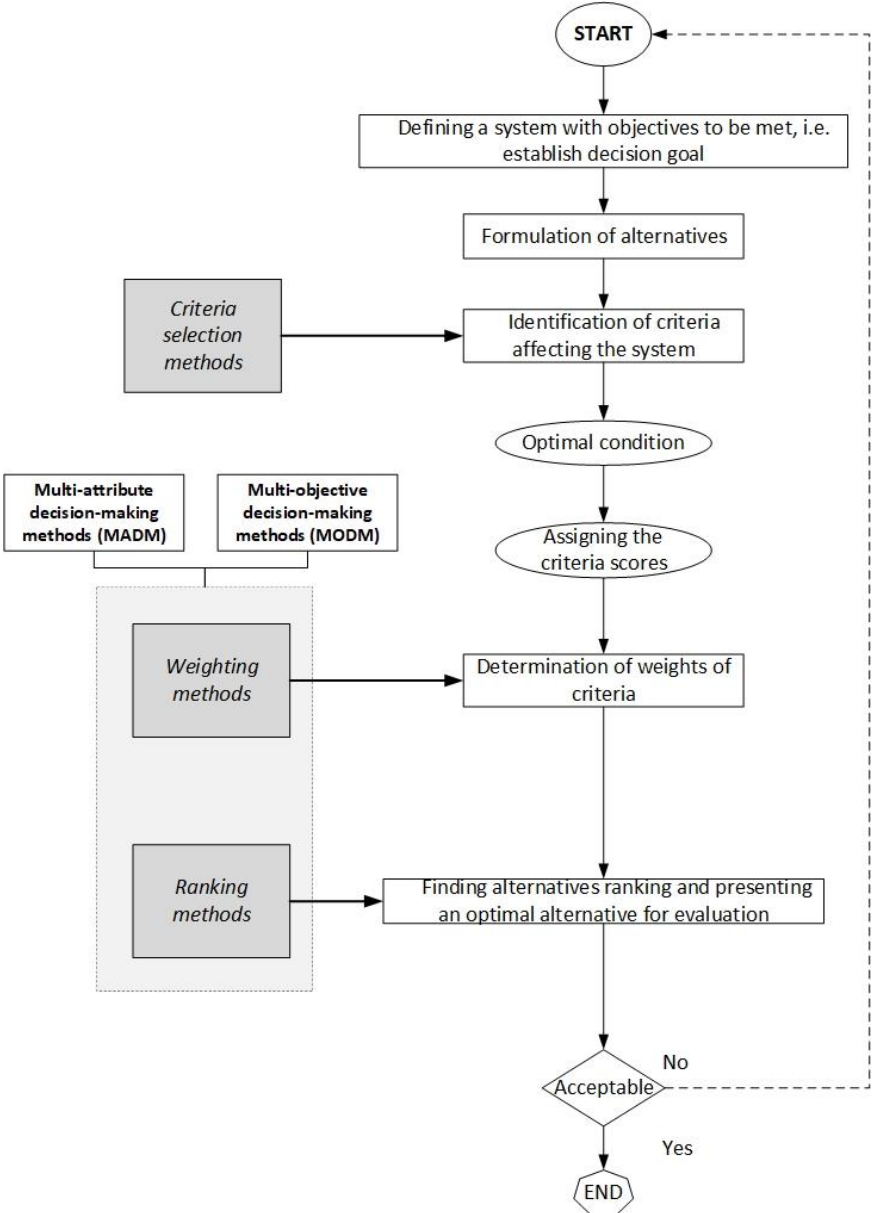 START
Defining a system with objectives to be met, i.e.
establish decision goal
Formulation of alternatives
Criteria
selection
methods
Identification of criteria
affecting the system
Optimal condition
Multi-attribute
decision-making
methods (MADM)
Multi-objective
decision-making
methods (MODM)
Assigning the
criteria scores
Weighting
methods
Determination of weights of
criteria
Ranking
methods
Finding alternatives ranking and presenting
an optimal alternative for evaluation
No
Acceptable
Yes
END